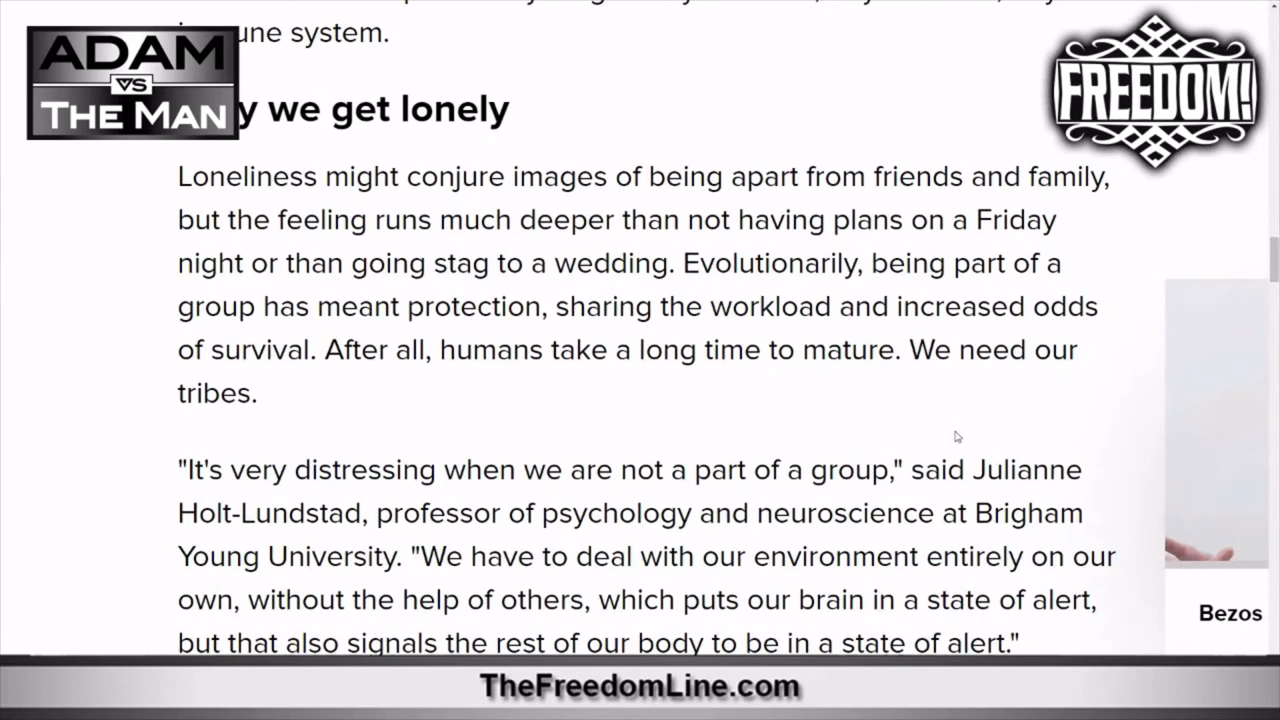 une system.
ADAM
VS
THE MAN
FREEDOM!
y we get lonely
Loneliness might conjure images of being apart from friends and family,
but the feeling runs much deeper than not having plans on a Friday
night or than going stag to a wedding. Evolutionarily, being part of a
group has meant protection, sharing the workload and increased odds
of survival. After all, humans take a long time to mature. We need our
tribes.
"It's very distressing when we are not a part of a group," said Julianne
Holt-Lundstad, professor of psychology and neuroscience at Brigham
Young University. "We have to deal with our environment entirely on our
own, without the help of others, which puts our brain in a state of alert,
but that also signals the rest of our body to be in a state of alert."
Bezos
TheFreedomLine.com